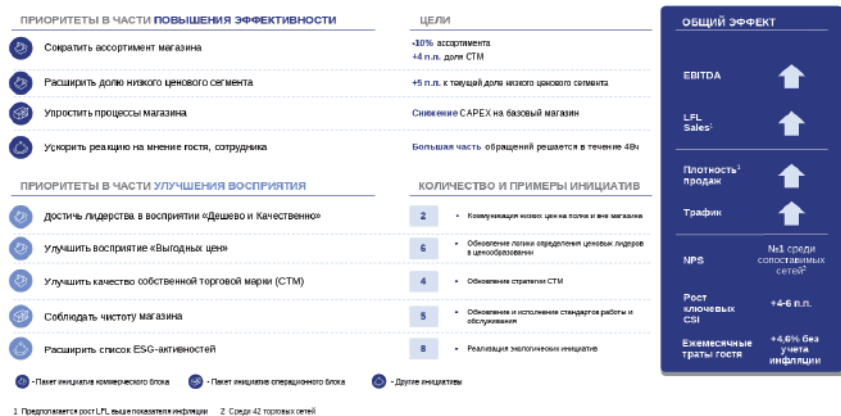 ПРИОРИТЕТЫ В ЧАСТИ ПОВЫШЕНИЯ ЭФФЕКТИВНОСТИ
ЦЕЛИ
Сократить ассортимент магазина
-10% ассортимента
+4 п.п. доли СТМ
Расширить долю низкого ценового сегмента
+5 п.п. к текущей доле низкого ценового сегмента
Упростить процессы магазина
Снижение CAPEX на базовый магазин
Ускорить реакцию на мнение гостя, сотрудника
Большая часть обращений решается в течение 48ч
ПРИОРИТЕТЫ В ЧАСТИ УЛУЧШЕНИЯ ВОСПРИЯТИЯ
КОЛИЧЕСТВО И ПРИМЕРЫ ИНИЦИАТИВ
Достичь лидерства в восприятии «Дешево и Качественно»
2
• Коммуникация низких цен на полке и вне магазина
Улучшить восприятие «Выгодных цен»
6
• Обновление логики определения ценовых лидеров
в ценообразовании
Улучшить качество собственной торговой марки (СТМ)
4
• Обновление стратегии СТМ
Соблюдать чистоту магазина
5
• Обновление и исполнение стандартов работы и
обслуживания
Расширить список ESG-активностей
8
• Реализация экологических инициатив
- Пакет инициатив коммерческого блока
- Пакет инициатив операционного блока
- Другие инициативы
1 Предполагается рост LFL выше показателя инфляции
2 Среди 42 торговых сетей
ОБЩИЙ ЭФФЕКТ
EBITDA
LFL
Sales¹
Плотность¹
продаж
Трафик
NPS
№1 среди
сопоставимых
сетей²
Рост
ключевых
CSI
+4-6 п.п.
Ежемесячные
траты гостя
+4,6% без
учета
инфляции